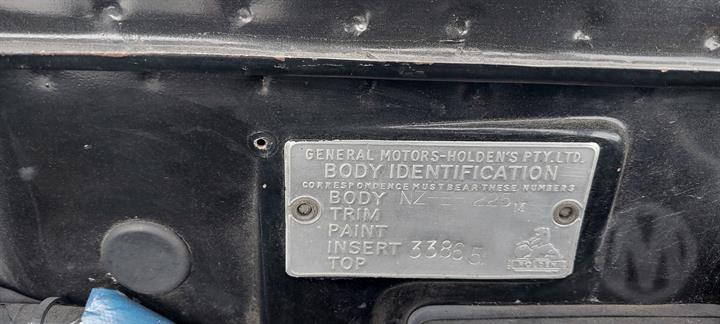 GENERAL MOTORS-HOLDEN'S PTY. LTD.
BODY IDENTIFICATION
CORRESPONDENCE MUST BEAR THESE NUMBERS
BODY 225 M
TRIM
PAINT
INSERT 33865
TOP
HOLDEN
M